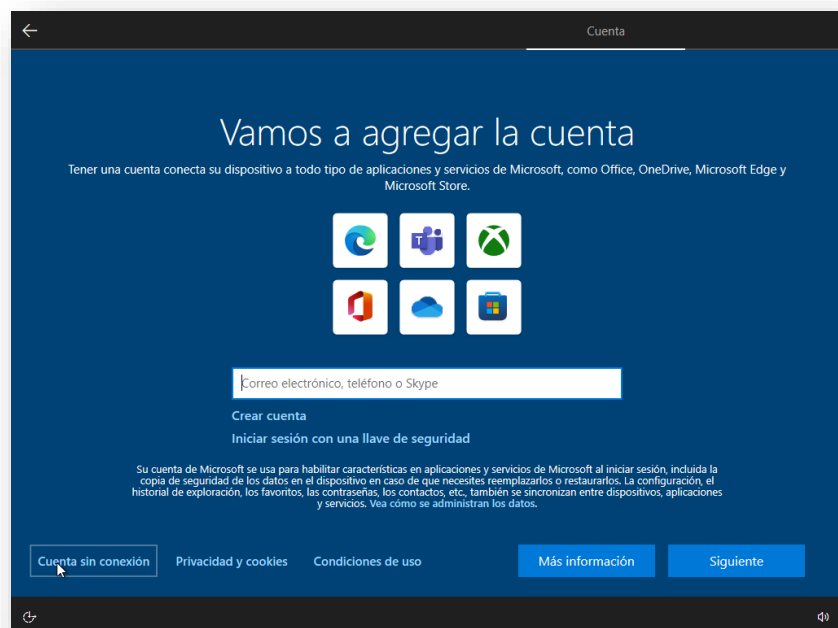 Cuenta
Vamos a agregar la cuenta
Tener una cuenta conecta su dispositivo a todo tipo de aplicaciones y servicios de Microsoft, como Office, OneDrive, Microsoft Edge y
Microsoft Store.
Correo electrónico, teléfono o Skype
Crear cuenta
Iniciar sesión con una llave de seguridad
Su cuenta de Microsoft se usa para habilitar características en aplicaciones y servicios de Microsoft al iniciar sesión, incluida la
copia de seguridad de los datos en el dispositivo en caso de que necesites reemplazarlos o restaurarlos. La configuración, el
historial de exploración, los favoritos, las contraseñas, los contactos, etc., también se sincronizan entre dispositivos, aplicaciones
y servicios. Vea cómo se administran los datos.
Cuenta sin conexión Privacidad y cookies Condiciones de uso Más información Siguiente